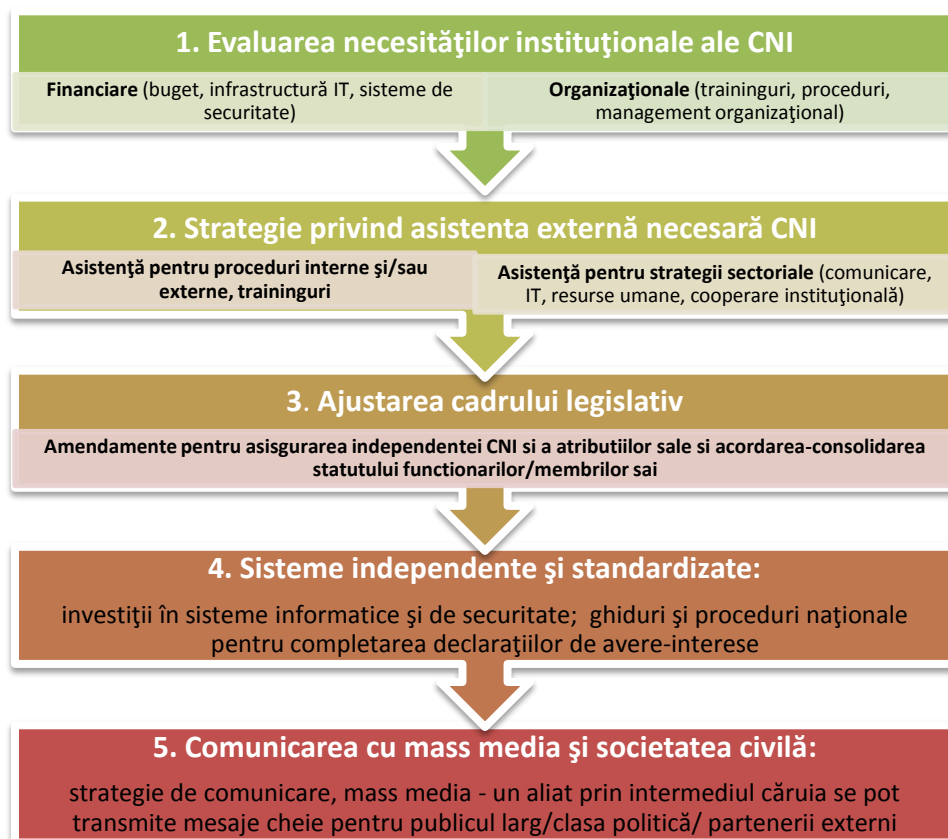 1. Evaluarea necesităţilor instituţionale ale CNI
Financiare (buget, infrastructură IT, sisteme de
securitate)
Organizaţionale (traininguri, proceduri,
management organizaţional)
2. Strategie privind asistenta externă necesară CNI
Asistenţă pentru proceduri interne şi/sau
externe, traininguri
Asistenţă pentru strategii sectoriale (comunicare,
IT, resurse umane, cooperare instituţională)
3. Ajustarea cadrului legislativ
Amendamente pentru asisgurarea independentei CNI si a atributiilor sale si acordarea-consolidarea
statutului functionarilor/membrilor sai
4. Sisteme independente şi standardizate:
investiţii în sisteme informatice şi de securitate; ghiduri şi proceduri naţionale
pentru completarea declaraţiilor de avere-interese
5. Comunicarea cu mass media şi societatea civilă:
strategie de comunicare, mass media - un aliat prin intermediul căruia se pot
transmite mesaje cheie pentru publicul larg/clasa politică/ partenerii externi